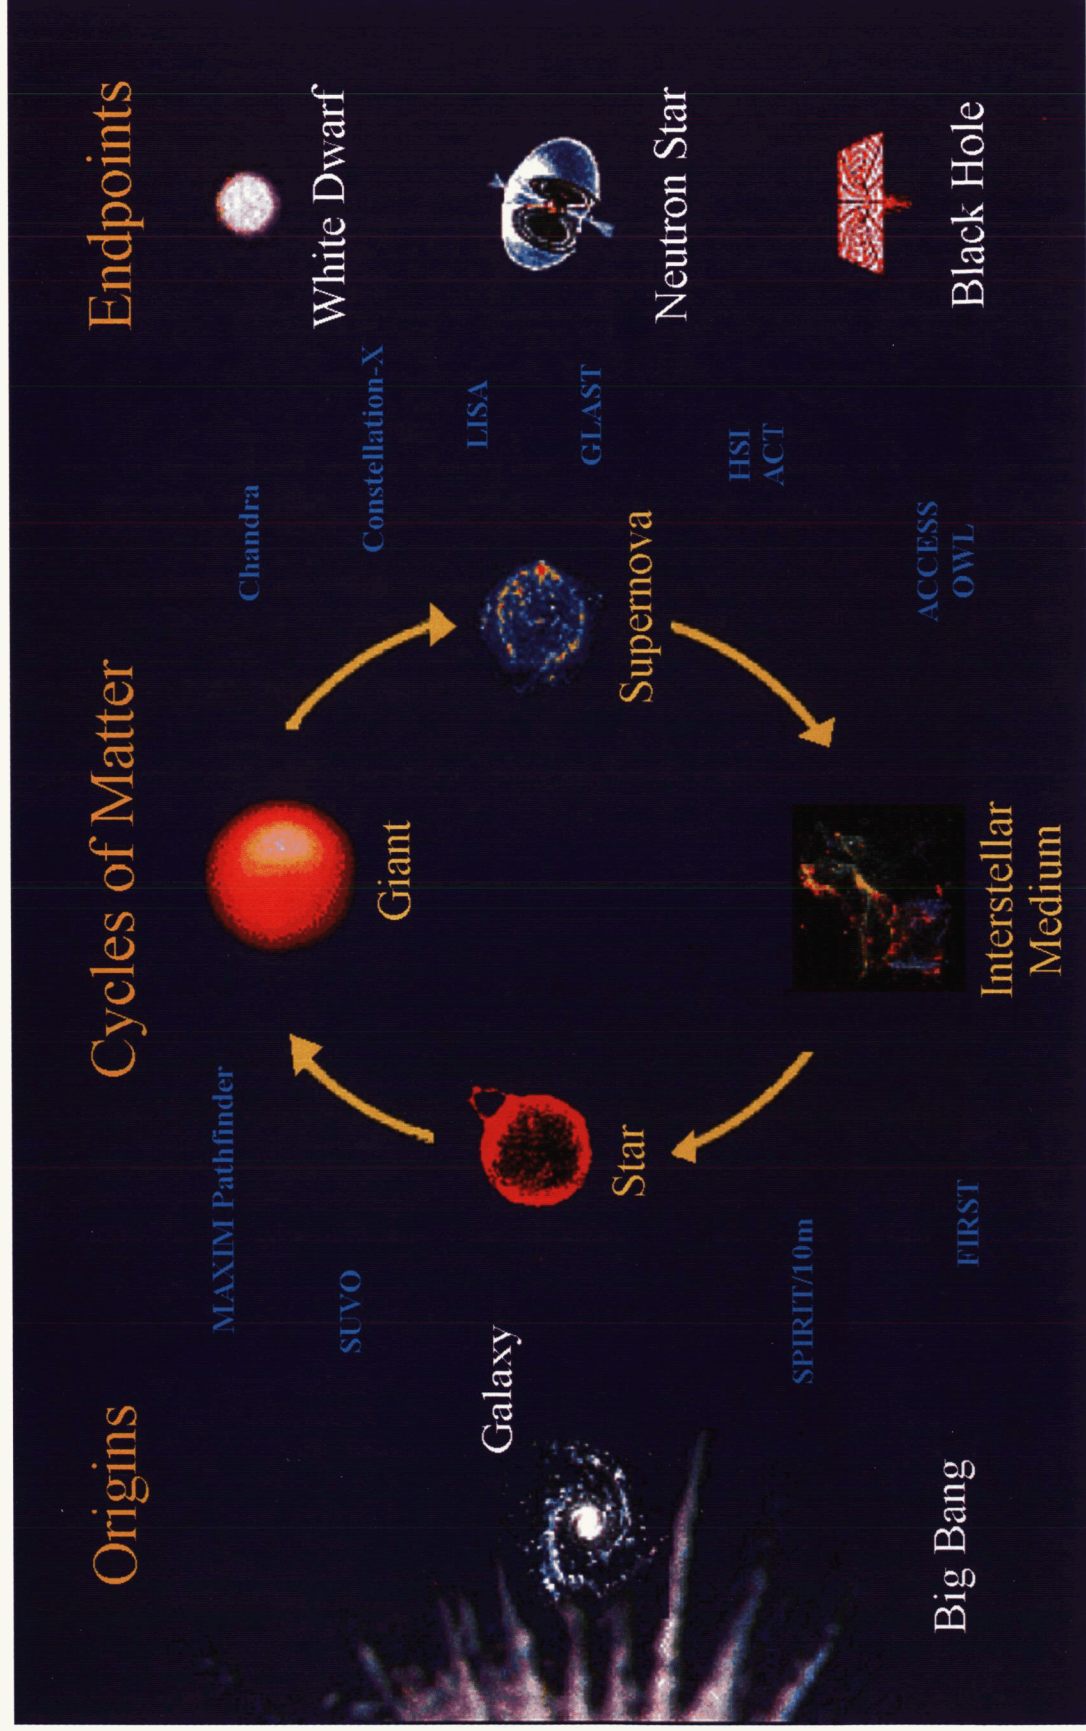 Origins
Cycles of Matter
Endpoints
MAXIM Pathfinder
SUVO
Chandra
Constellation-X
LISA
GLAST
HSI
ACT
ACCESS
OWL
SPIRIT/10m
FIRST
Giant
Supernova
Interstellar
Medium
Star
Galaxy
Big Bang
White Dwarf
Neutron Star
Black Hole